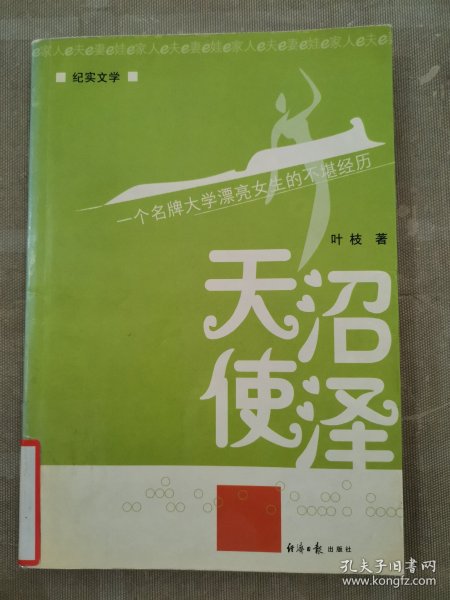 e家人e夫e妻e娃e家人e夫e妻e姓e家人e夫e
■ 纪实文学 ■
一个名牌大学漂亮女生的不堪经历
叶枝 著
天使
沼泽
经济日报出版社
孔夫子旧书网
www.kongfz.com